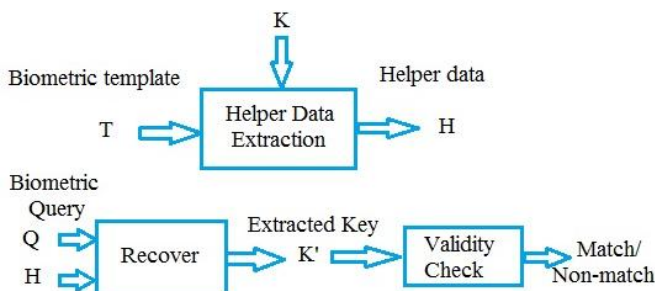 K
Biometric template
Helper data
T
Helper Data
Extraction
H
Biometric
Query
Q
H
Recover
Extracted Key
K'
Validity
Check
Match/
Non-match